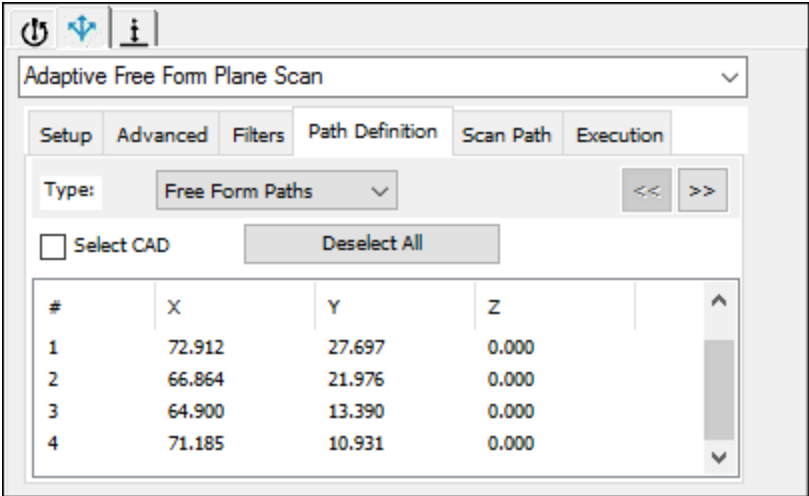 Adaptive Free Form Plane Scan
Setup Advanced Filters Path Definition Scan Path Execution
Type: Free Form Paths << >>
Select CAD Deselect All
# X Y Z
1 72.912 27.697 0.000
2 66.864 21.976 0.000
3 64.900 13.390 0.000
4 71.185 10.931 0.000